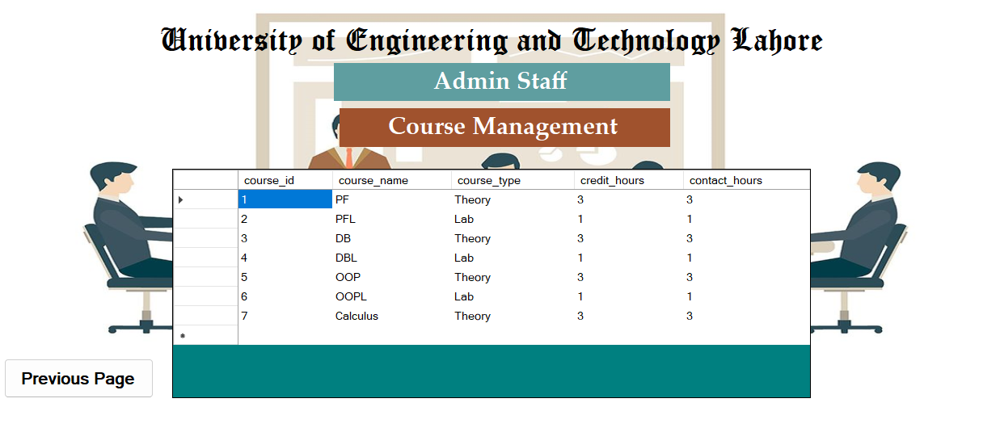 University of Engineering and Technology Lahore
Admin Staff
Course Management
course_id course_name course_type credit_hours contact_hours
1 PF Theory 3 3
2 PFL Lab 1 1
3 DB Theory 3 3
4 DBL Lab 1 1
5 OOP Theory 3 3
6 OOPL Lab 1 1
7 Calculus Theory 3 3
Previous Page